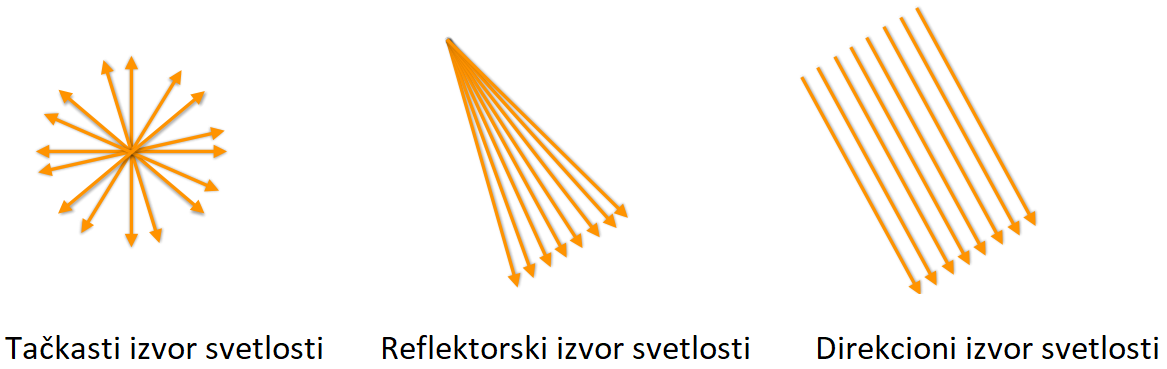 Tačkasti izvor svetlosti
Reflektorski izvor svetlosti
Direkcioni izvor svetlosti